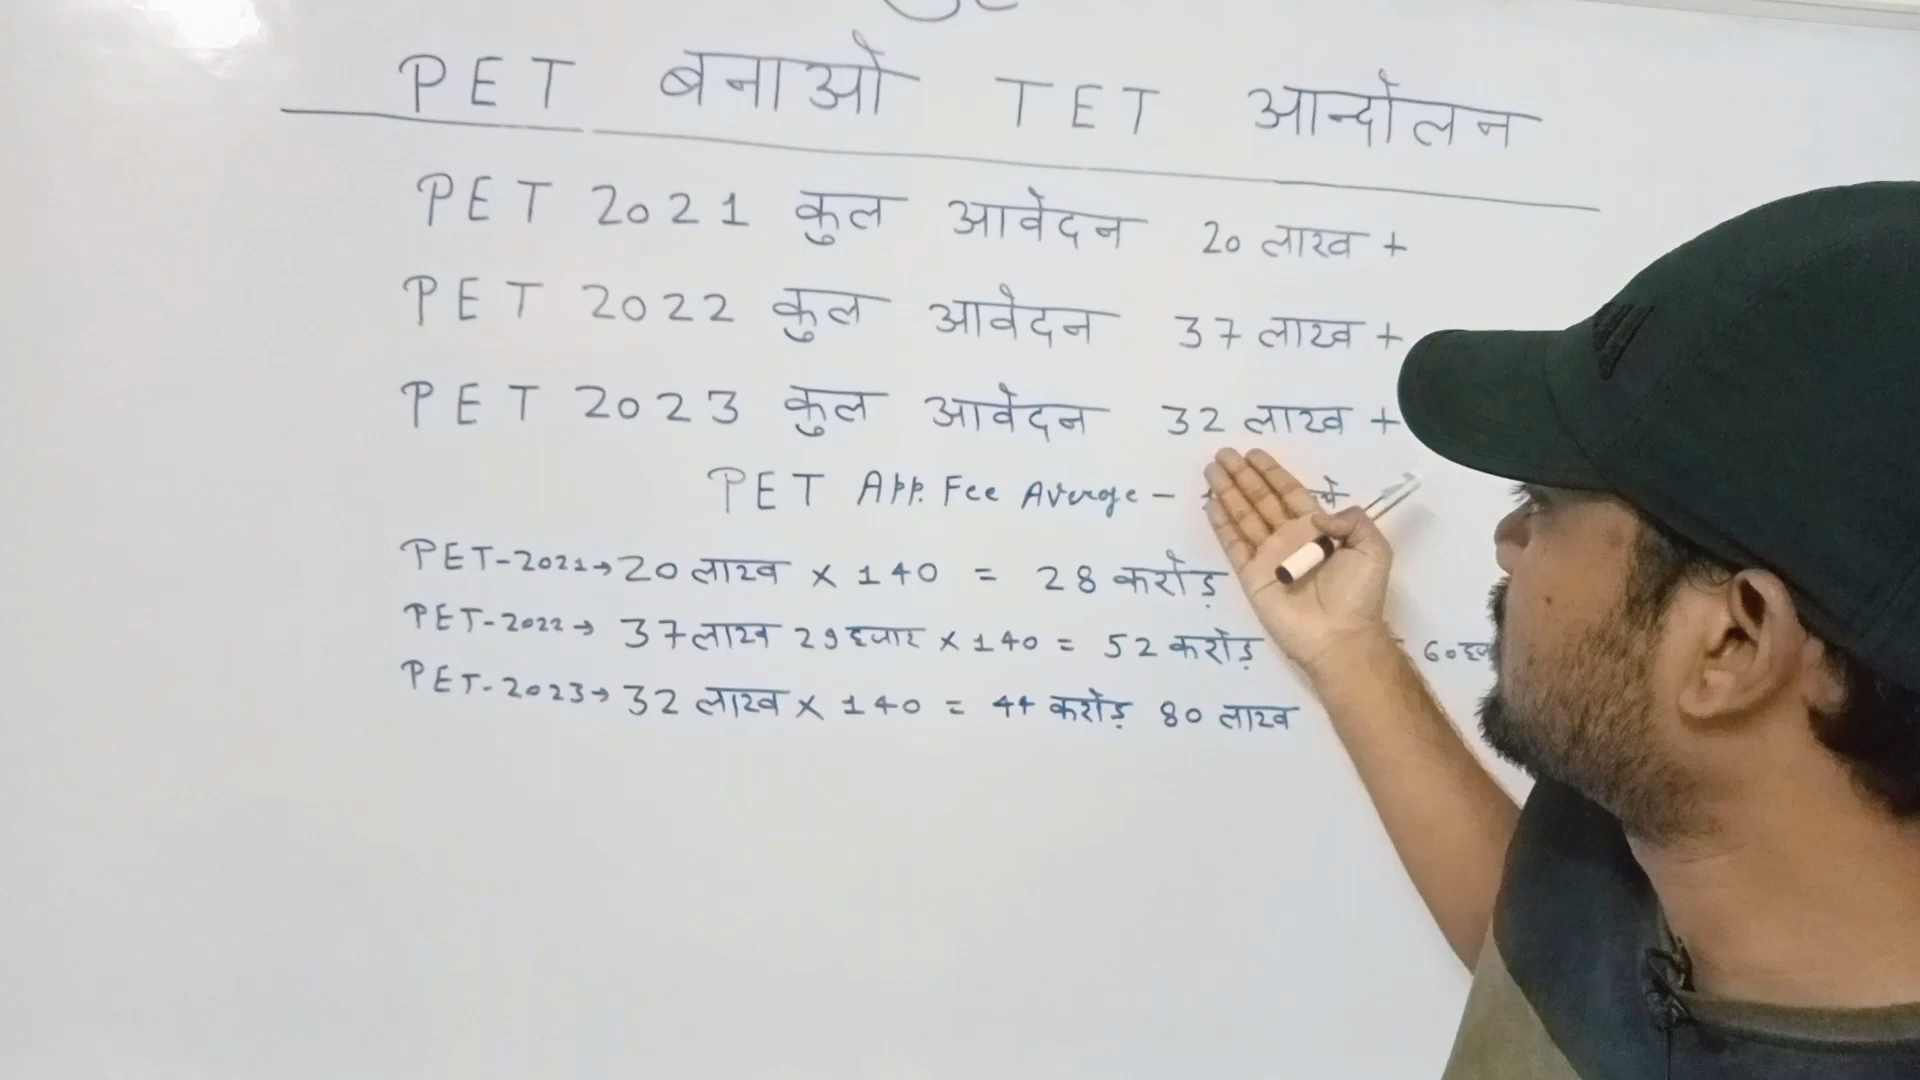 PET बनाओ TET आन्दोलन
PET 2021 कुल आवेदन 20 लाख +
PET 2022 कुल आवेदन 37 लाख +
PET 2023 कुल आवेदन 32 लाख +
PET App. Fee Averge -
PET-2021→ 20 लाख × 140 = 28 करोड़
PET-2022→ 37 लाख 29 हजार × 140 = 52 करोड़ 60
PET-2023→ 32 लाख × 140 = 44 करोड़ 80 लाख